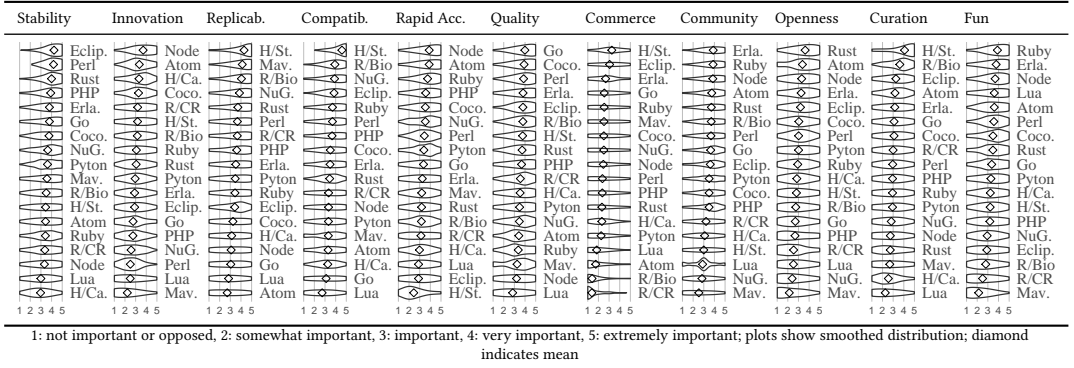 Stability Innovation Replicab. Compatib. Rapid Acc. Quality Commerce Community Openness Curation Fun
Eclip. Node H/St. H/St. Node Go H/St. Erla. Rust H/St. Ruby
Perl Atom Mav. R/Bio Atom Coco. Eclip. Ruby Atom R/Bio Erla.
Rust H/Ca. R/Bio NuG. Ruby Perl Erla. Node Node Eclip. Node
PHP Coco. NuG. Eclip. PHP Erla. Go Atom Erla. Atom Lua
Erla. R/CR Rust Ruby Coco. Eclip. Ruby Rust Eclip. Erla. Atom
Go H/St. Perl Perl NuG. R/Bio Mav. R/Bio Coco. Go Perl
Coco. R/Bio R/CR PHP Perl H/St. Coco. Perl Perl Coco. Coco.
NuG. Ruby PHP Coco. Pyton Rust NuG. Go Pyton R/CR Rust
Pyton Rust Erla. Erla. Go PHP Node Eclip. Ruby Perl Go
Mav. Pyton Pyton Rust Erla. R/CR Perl Pyton H/Ca. PHP Pyton
R/Bio Erla. Ruby R/CR Mav. H/Ca. PHP Coco. H/St. Ruby H/Ca.
H/St. Eclip. Eclip. Node Rust Pyton Rust PHP R/Bio Pyton H/St.
Atom Go Coco. Pyton R/Bio NuG. H/Ca. R/CR Go NuG. PHP
Ruby PHP H/Ca. Mav. R/CR Atom Pyton H/Ca. PHP Node NuG.
R/CR NuG. Node Atom H/Ca. Ruby Lua H/St. R/CR Rust Eclip.
Node Perl Go H/Ca. Lua Mav. Atom Lua Lua Mav. R/Bio
Lua Lua Lua Go Eclip. Node R/Bio NuG. NuG. H/Ca. R/CR
H/Ca. Mav. Atom Lua H/St. Lua R/CR Mav. Mav. Lua Mav.
1 2 3 4 5 1 2 3 4 5 1 2 3 4 5 1 2 3 4 5 1 2 3 4 5 1 2 3 4 5 1 2 3 4 5 1 2 3 4 5 1 2 3 4 5 1 2 3 4 5 1 2 3 4 5
1: not important or opposed, 2: somewhat important, 3: important, 4: very important, 5: extremely important; plots show smoothed distribution; diamond
indicates mean